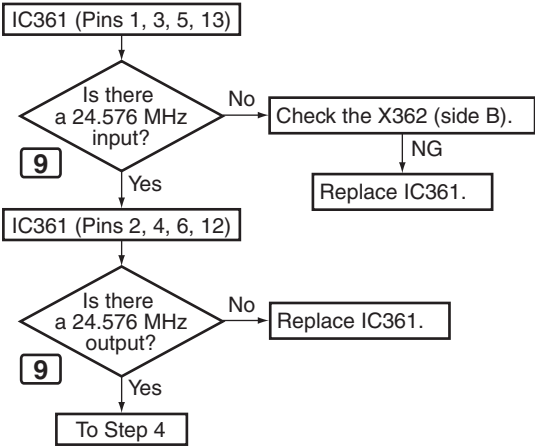 IC361 (Pins 1, 3, 5, 13)
Is there
a 24.576 MHz
input?
No
Check the X362 (side B).
NG
Replace IC361.
9
Yes
IC361 (Pins 2, 4, 6, 12)
Is there
a 24.576 MHz
output?
No
Replace IC361.
9
Yes
To Step 4